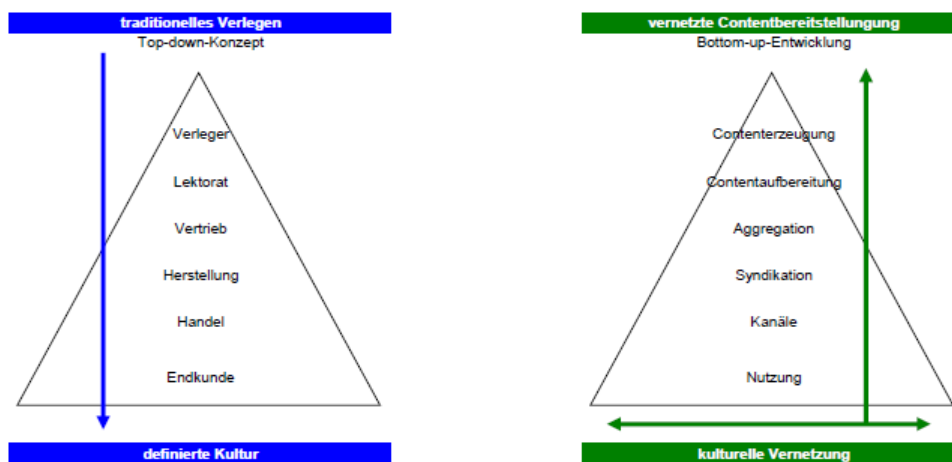 traditionelles Verlegen
Top-down-Konzept
Verleger
Lektorat
Vertrieb
Herstellung
Handel
Endkunde
definierte Kultur
vernetzte Contentbereitstellungung
Bottom-up-Entwicklung
Contenterzeugung
Contentaufbereitung
Aggregation
Syndikation
Kanäle
Nutzung
kulturelle Vernetzung